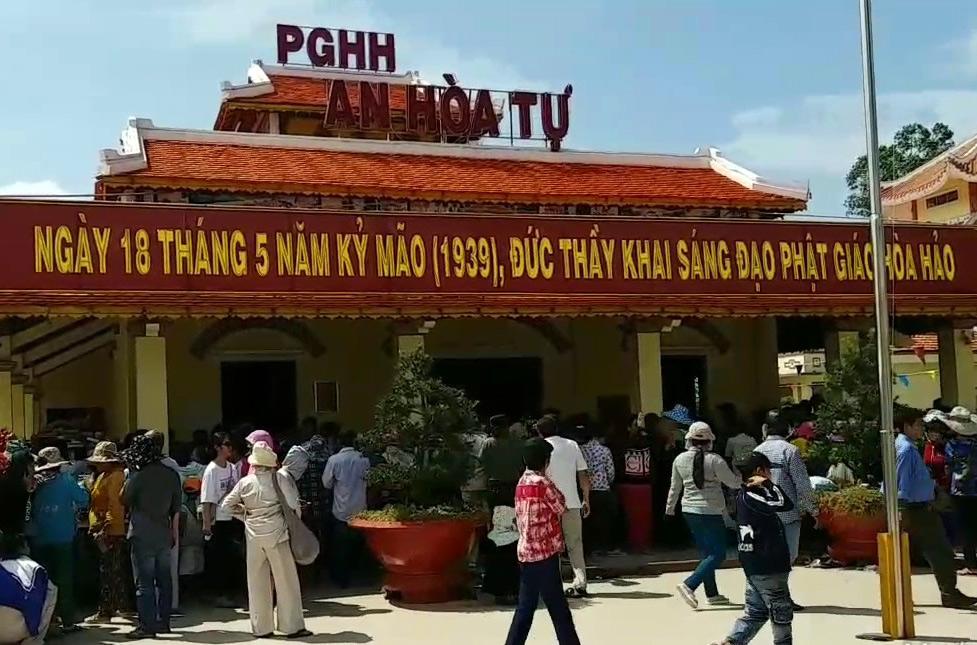 PGHH
AN HÒA TỰ
NGÀY 18 THÁNG 5 NĂM KỶ MÃO (1939), ĐỨC THẦY KHAI SÁNG ĐẠO PHẬT GIÁO HÒA HẢO